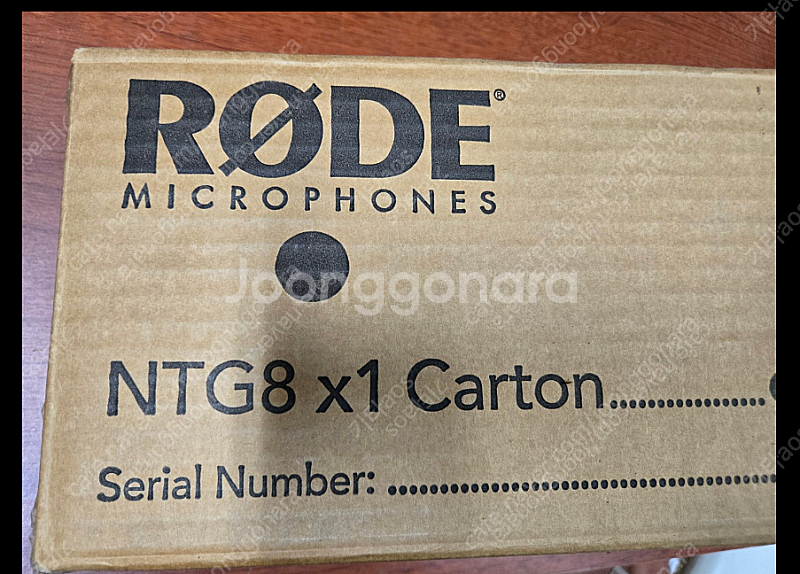 RØDE®
MICROPHONES
Joonggonara
NTG8 x1 Carton....................
Serial Number: ................................................